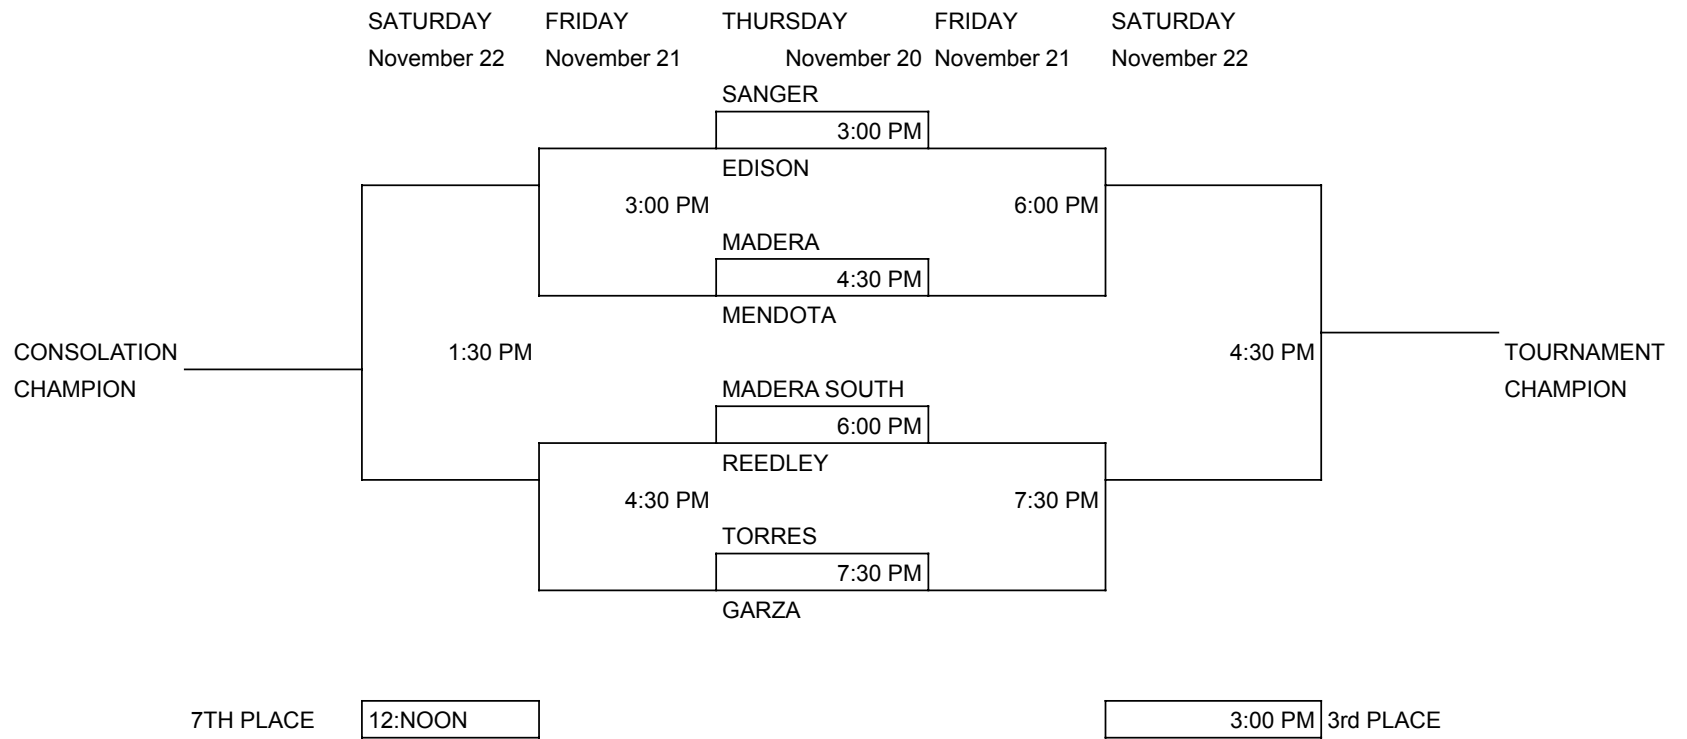 SATURDAY FRIDAY THURSDAY FRIDAY SATURDAY
November 22 November 21 November 20 November 21 November 22
SANGER
3:00 PM
EDISON
3:00 PM 6:00 PM
MADERA
4:30 PM
MENDOTA
CONSOLATION 1:30 PM 4:30 PM TOURNAMENT
CHAMPION MADERA SOUTH CHAMPION
6:00 PM
REEDLEY
4:30 PM 7:30 PM
TORRES
7:30 PM
GARZA
7TH PLACE 12:NOON 3:00 PM 3rd PLACE